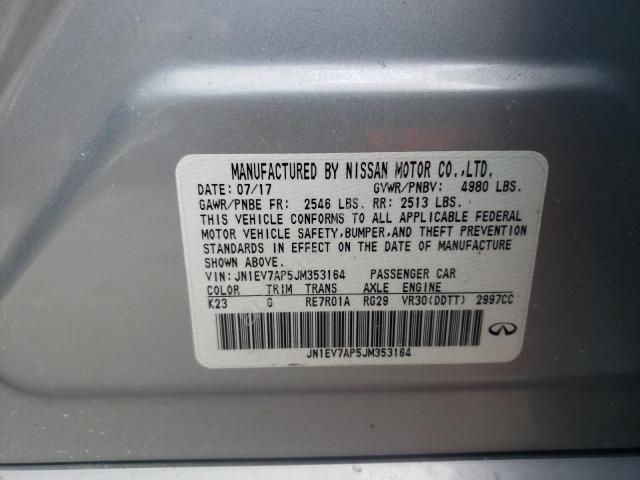 MANUFACTURED BY NISSAN MOTOR CO.,LTD.
DATE: 07/17 GVWR/PNBV: 4980 LBS.
GAWR/PNBE FR: 2546 LBS. RR: 2513 LBS.
THIS VEHICLE CONFORMS TO ALL APPLICABLE FEDERAL
MOTOR VEHICLE SAFETY, BUMPER, AND THEFT PREVENTION
STANDARDS IN EFFECT ON THE DATE OF MANUFACTURE
SHOWN ABOVE.
VIN: JN1EV7AP5JM353164 PASSENGER CAR
COLOR TRIM TRANS AXLE ENGINE
K23 G RE7R01A RG29 VR30(DDTT) 2997CC
JN1EV7AP5JM353164